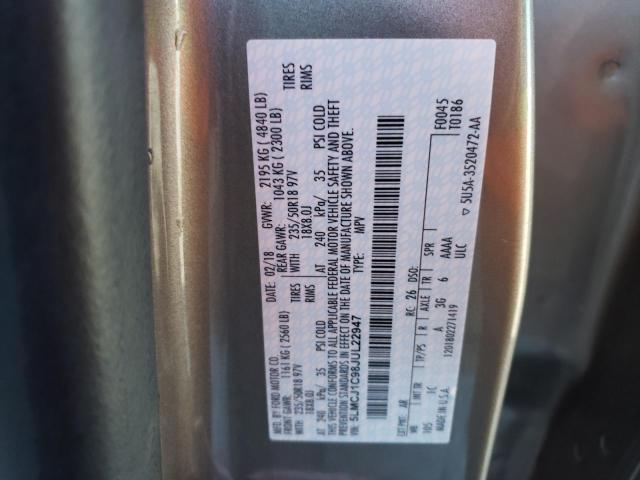 MFD. BY FORD MOTOR CO.
DATE: 02/18 GVWR: 2195 KG ( 4840 LB)
FRONT GAWR: 1161 KG ( 2560 LB) REAR GAWR: 1043 KG ( 2300 LB)
WITH 235/50R18 97V TIRES WITH 235/50R18 97V TIRES
18X8.0J RIMS 18X8.0J RIMS
AT 240 kPa/ 35 PSI COLD AT 240 kPa/ 35 PSI COLD
THIS VEHICLE CONFORMS TO ALL APPLICABLE FEDERAL MOTOR VEHICLE SAFETY AND THEFT
PREVENTION STANDARDS IN EFFECT ON THE DATE OF MANUFACTURE SHOWN ABOVE.
VIN: 5LMCJ1C98JUL22947 TYPE: MPV
F0045
T0186
EXT PNT: AR RC: 26 DSO:
WB INT TR TP/PS R AXLE TR SPR
105 1C A 3G 6 AAAA
1201802271419 ULC
▽ 5U5A-3520472-AA